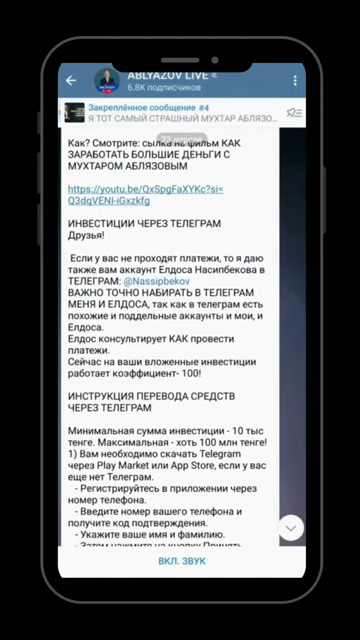 ABLYAZOV LIVE
6.8K подписчиков
Закреплённое сообщение #4
Я ТОТ САМЫЙ СТРАШНЫЙ МУХТАР АБЛЯЗО...
Как? Смотрите: сылка на фильм КАК
ЗАРАБОТАТЬ БОЛЬШИЕ ДЕНЬГИ С
МУХТАРОМ АБЛЯЗОВЫМ
https://youtu.be/QxSpgFaXYKc?si=
Q3dqVENI-iGxzkfg
ИНВЕСТИЦИИ ЧЕРЕЗ ТЕЛЕГРАМ
Друзья!
Если у вас не проходят платежи, то я даю
также вам аккаунт Елдоса Насипбекова в
ТЕЛЕГРАМ: @Nassipbekov
ВАЖНО ТОЧНО НАБИРАТЬ В ТЕЛЕГРАМ
МЕНЯ И ЕЛДОСА, так как в телеграм есть
похожие и поддельные аккаунты и мои, и
Елдоса.
Елдос консультирует КАК провести
платежи.
Сейчас на ваши вложенные инвестиции
работает коэффициент- 100!
ИНСТРУКЦИЯ ПЕРЕВОДА СРЕДСТВ
ЧЕРЕЗ ТЕЛЕГРАМ
Минимальная сумма инвестиции - 10 тыс
тенге. Максимальная - хоть 100 млн тенге!
1) Вам необходимо скачать Telegram
через Play Market или App Store, если у вас
еще нет Телеграм.
- Регистрируйтесь в приложении через
номер телефона.
- Введите номер вашего телефона и
получите код подтверждения.
- Укажите ваше имя и фамилию.
- Затем нажмите на кнопку Принять
ВКЛ. ЗВУК